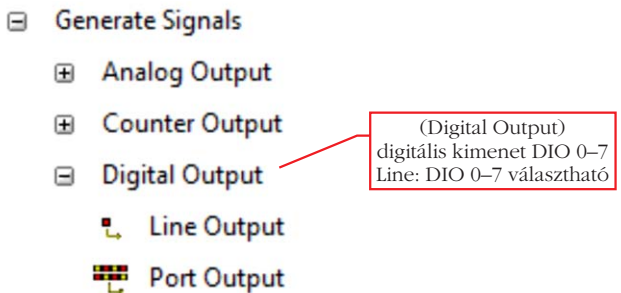 Generate Signals
Analog Output
Counter Output
Digital Output
(Digital Output)
digitális kimenet DIO 0–7
Line: DIO 0–7 választható
Line Output
Port Output